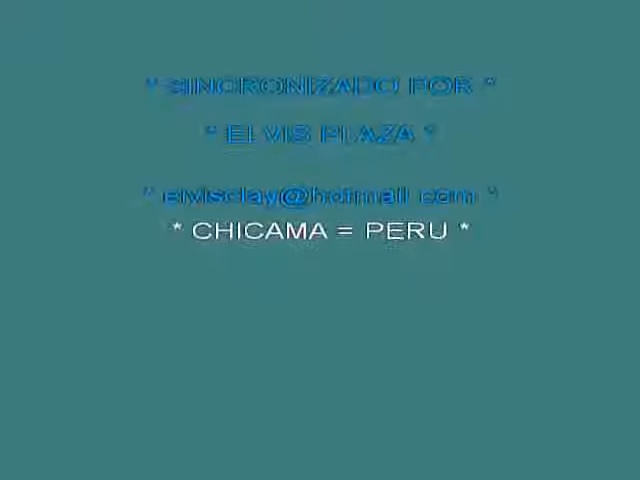 * SINCRONIZADO POR *
* ELVIS PLAZA *
* elvisclay@hotmail.com *
* CHICAMA = PERU *